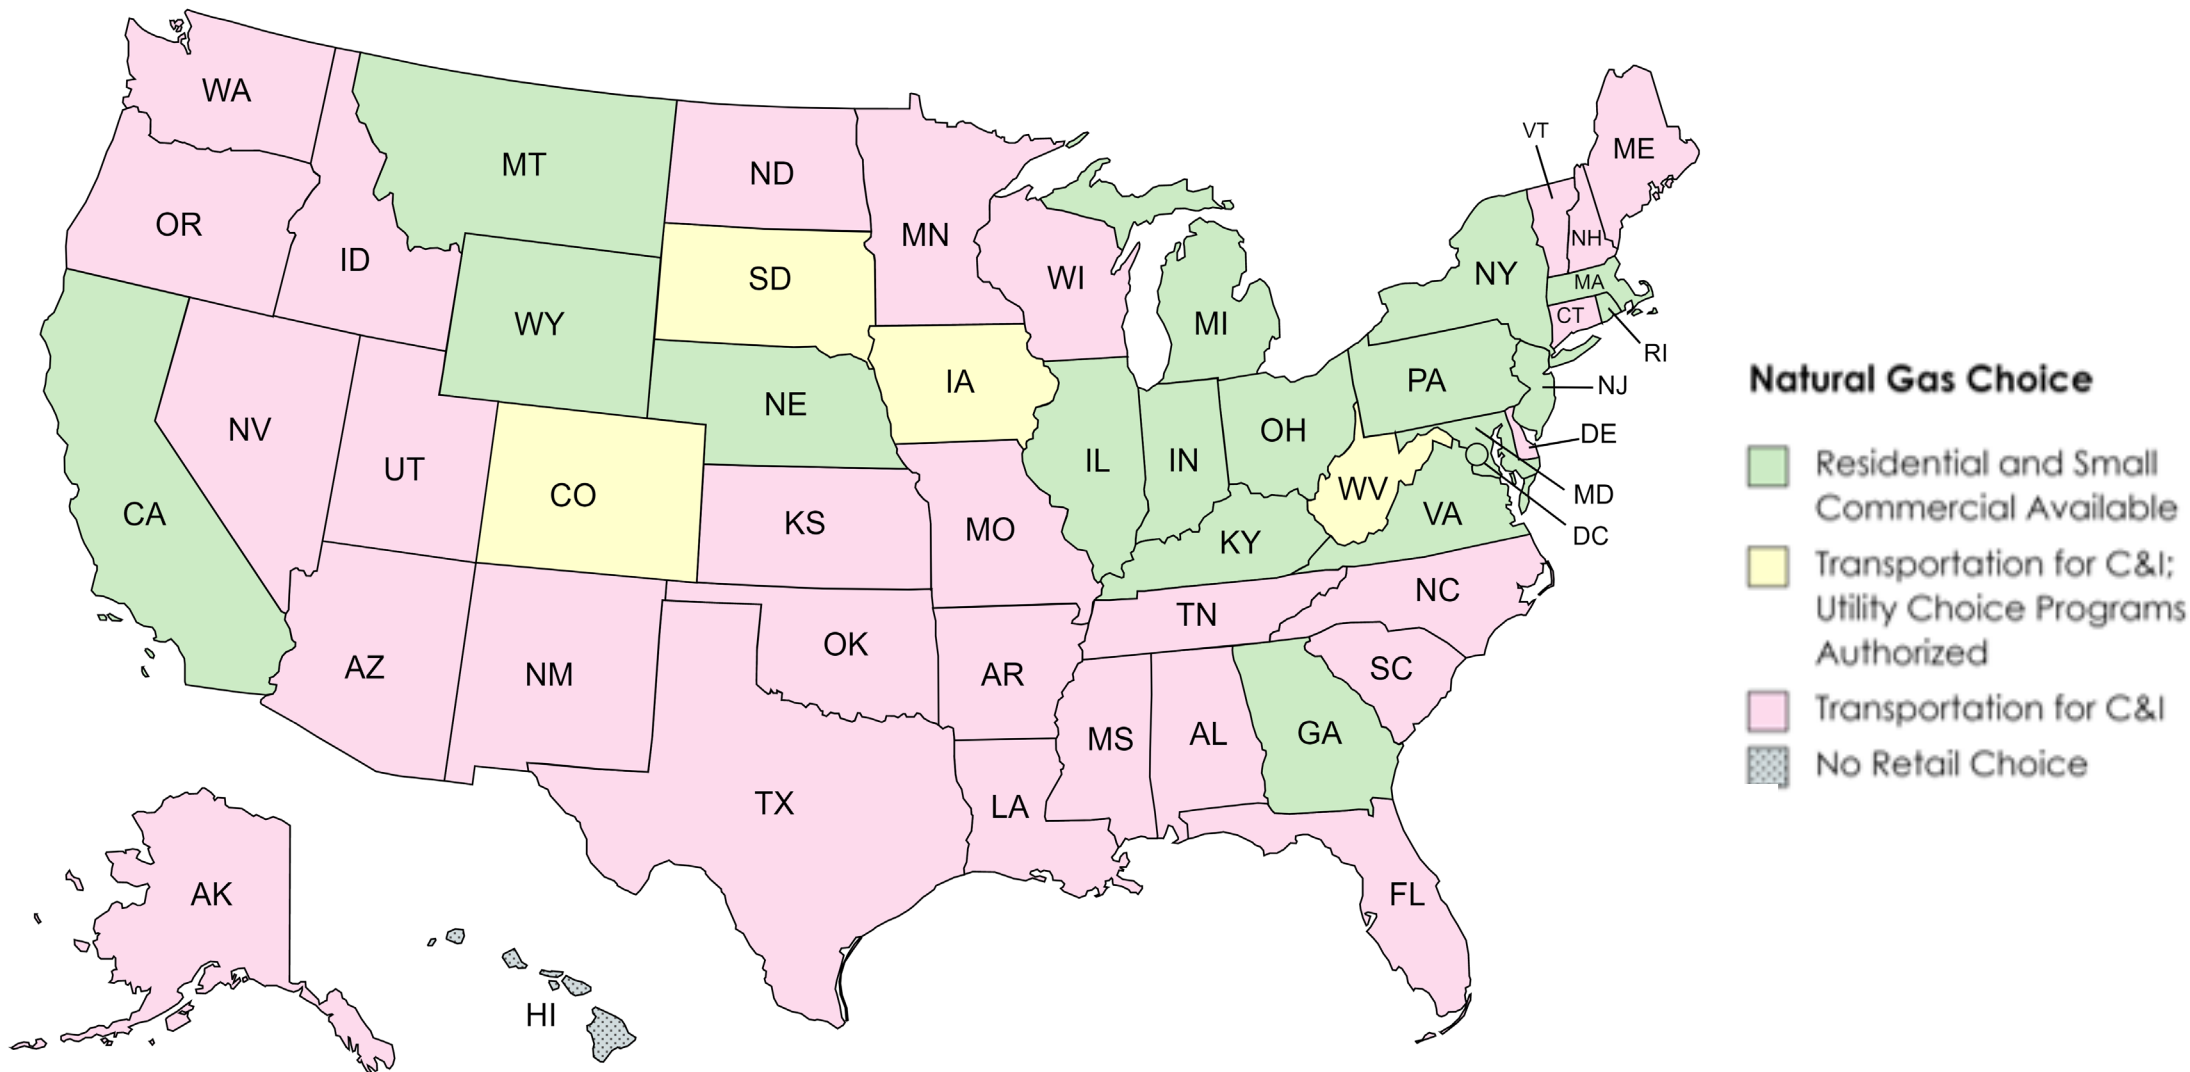 WA
OR
ID
MT
ND
MN
WI
MI
VT
ME
NH
NY
MA
CT
RI
SD
WY
NE
IA
PA
NJ
OH
IN
IL
DE
MD
DC
WV
VA
KY
CA
NV
UT
CO
KS
MO
TN
NC
SC
AZ
NM
OK
AR
MS
AL
GA
TX
LA
FL
AK
HI
Natural Gas Choice
Residential and Small
Commercial Available
Transportation for C&I;
Utility Choice Programs
Authorized
Transportation for C&I
No Retail Choice